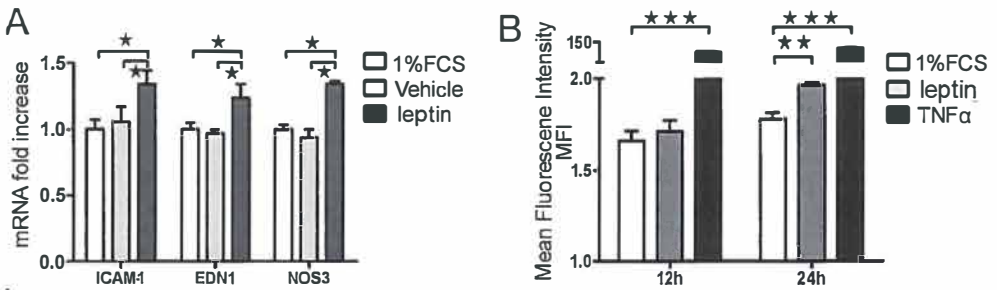 A
mRNA fold increase
1.5
1.0
0.5
0.0
ICAM-1
EDN1
NOS3
★
★
★
★
★
★
1%FCS
Vehicle
leptin
B
Mean Fluorescene Intensity
MFI
150
2.0
1.5
1.0
12h
24h
★★★
★★★
★★
1%FCS
leptin
TNFα